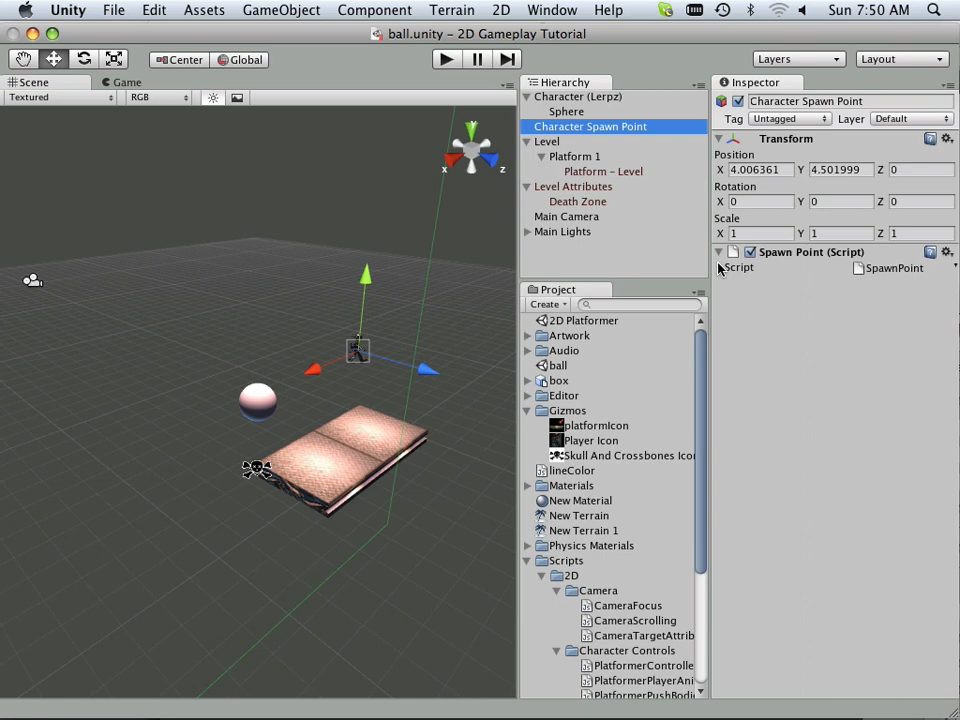 Unity File Edit Assets GameObject Component Terrain 2D Window Help Sun 7:50 AM
ball.unity – 2D Gameplay Tutorial
Center Global Layers Layout
Scene Game
Textured RGB
y
x z
Hierarchy
Character (Lerpz)
Sphere
Character Spawn Point
Level
Platform 1
Platform – Level
Level Attributes
Death Zone
Main Camera
Main Lights
Project
Create
2D Platformer
Artwork
Audio
ball
box
Editor
Gizmos
platformIcon
Player Icon
Skull And Crossbones Icon
lineColor
Materials
New Material
New Terrain
New Terrain 1
Physics Materials
Scripts
2D
Camera
CameraFocus
CameraScrolling
CameraTargetAttrib
Character Controls
PlatformerControlle
PlatformerPlayerAni
PlatformerPushBodi
Inspector
Character Spawn Point
Tag Untagged Layer Default
Transform
Position
X 4.006361 Y 4.501999 Z 0
Rotation
X 0 Y 0 Z 0
Scale
X 1 Y 1 Z 1
Spawn Point (Script)
Script SpawnPoint